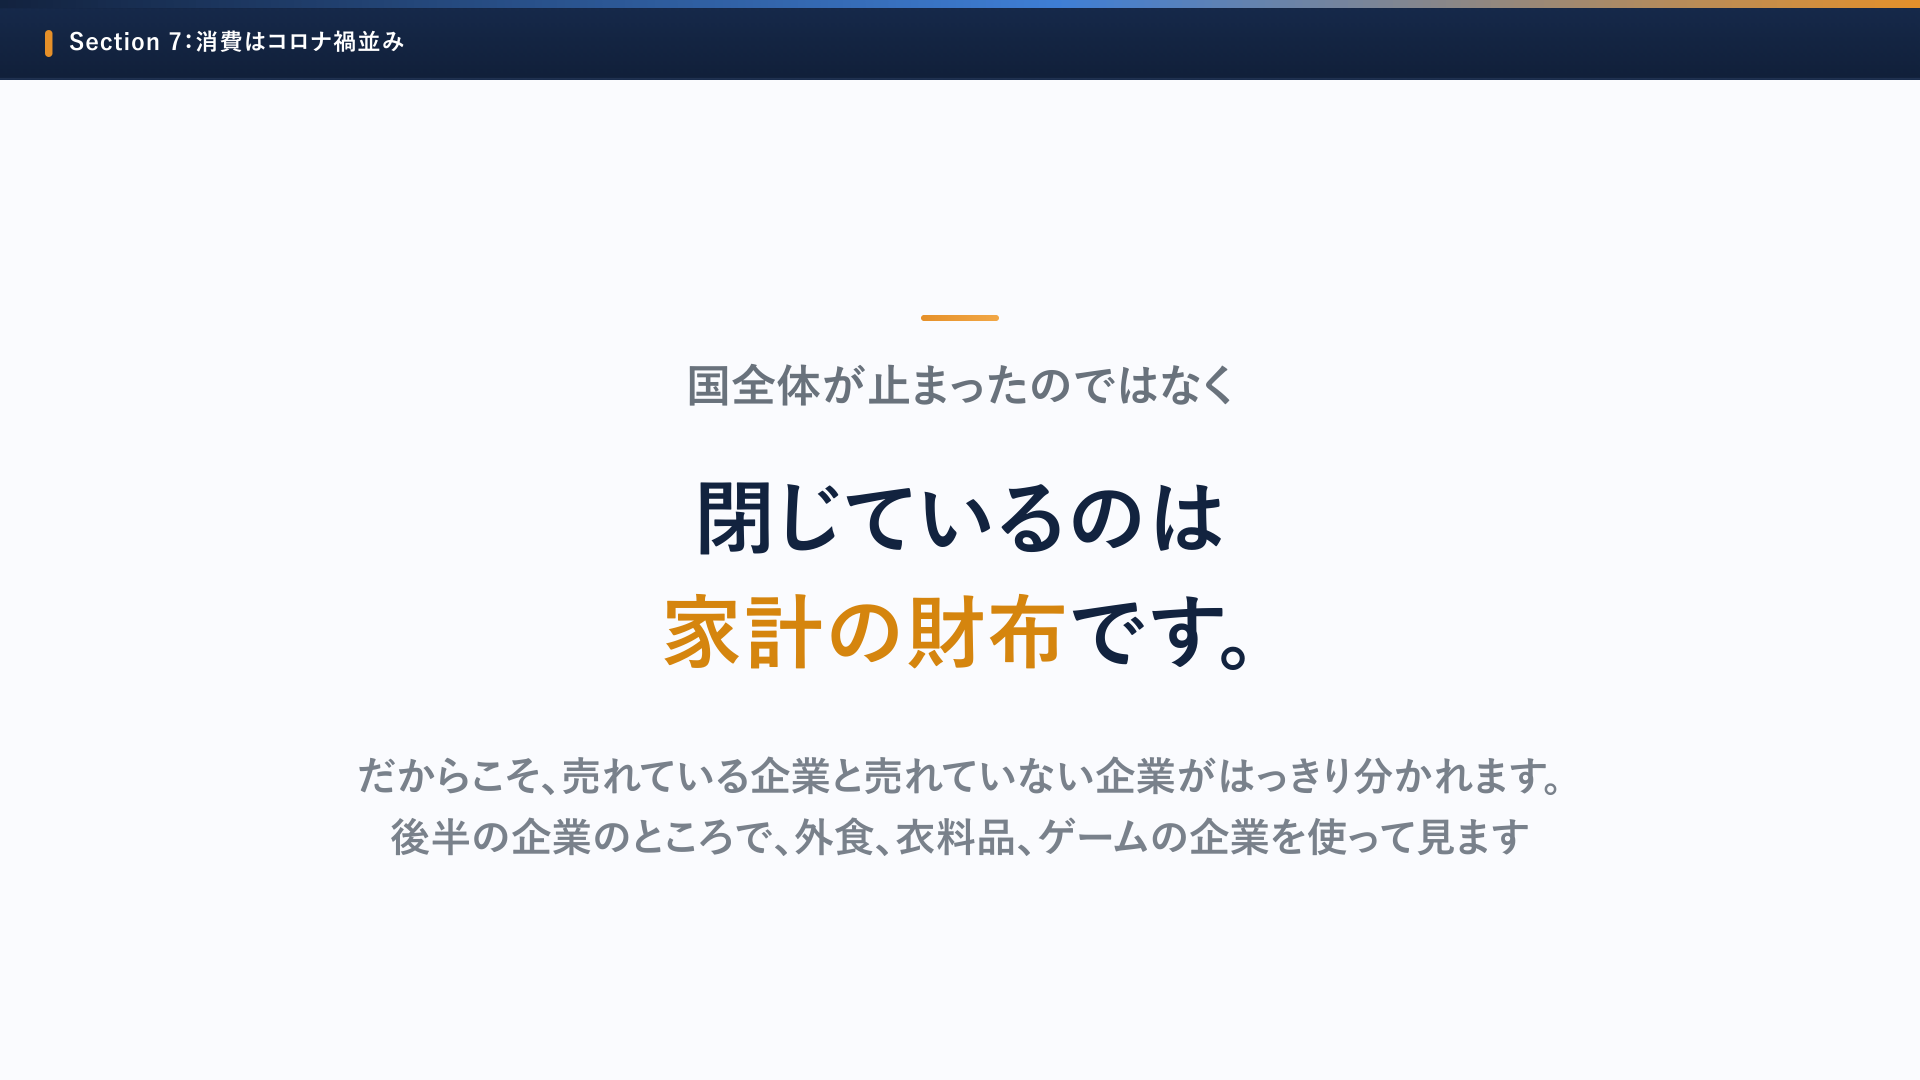 Section 7：消費はコロナ禍並み
国全体が止まったのではなく
閉じているのは
家計の財布です。
だからこそ、売れている企業と売れていない企業がはっきり分かれます。
後半の企業のところで、外食、衣料品、ゲームの企業を使って見ます